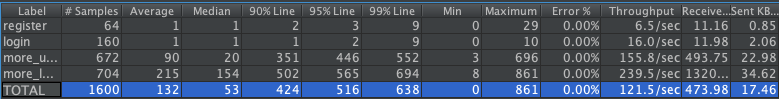 Label # Samples Average Median 90% Line 95% Line 99% Line Min Maximum Error % Throughput Receive... Sent KB...
register 64 1 1 2 3 9 0 29 0.00% 6.5/sec 11.16 0.85
login 160 1 1 1 2 9 0 10 0.00% 16.0/sec 11.98 2.06
more_u... 672 90 20 351 446 552 3 696 0.00% 155.8/sec 493.75 22.98
more_l... 704 215 154 502 565 694 8 861 0.00% 239.5/sec 1320... 34.62
TOTAL 1600 132 53 424 516 638 0 861 0.00% 121.5/sec 473.98 17.46